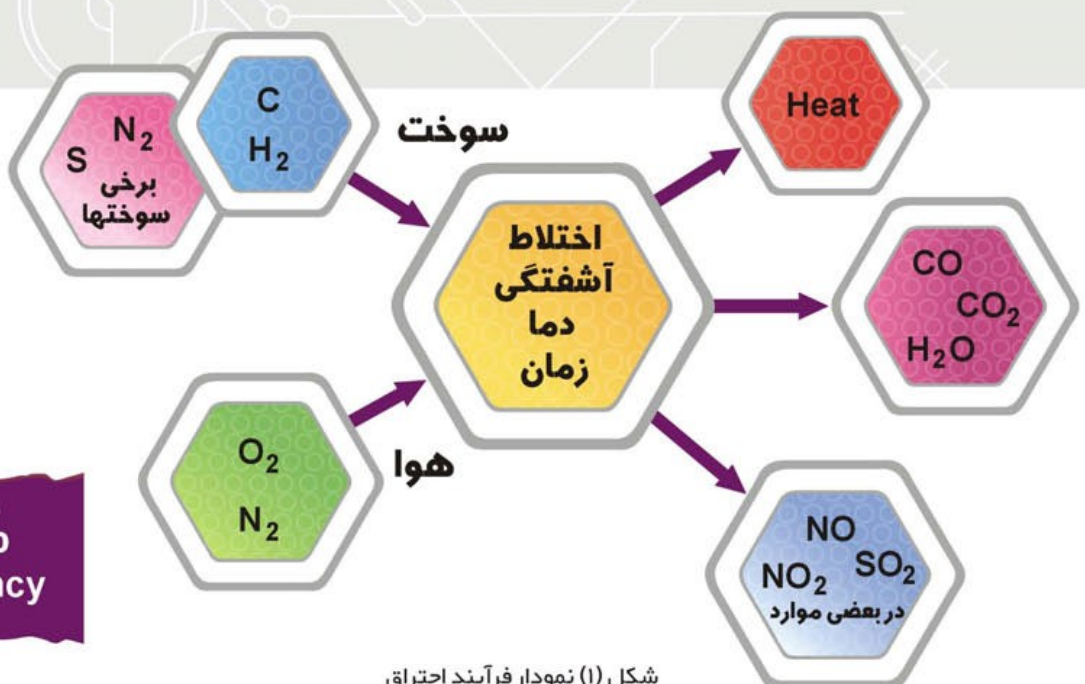 N₂
S
برخی
سوختها
C
H₂
سوخت
Heat
اختلاط
آشفتگی
دما
زمان
CO
CO₂
H₂O
O₂
N₂
هوا
NO
NO₂ SO₂
در بعضی موارد
شکل (۱) نمودار فرآیند احتراق